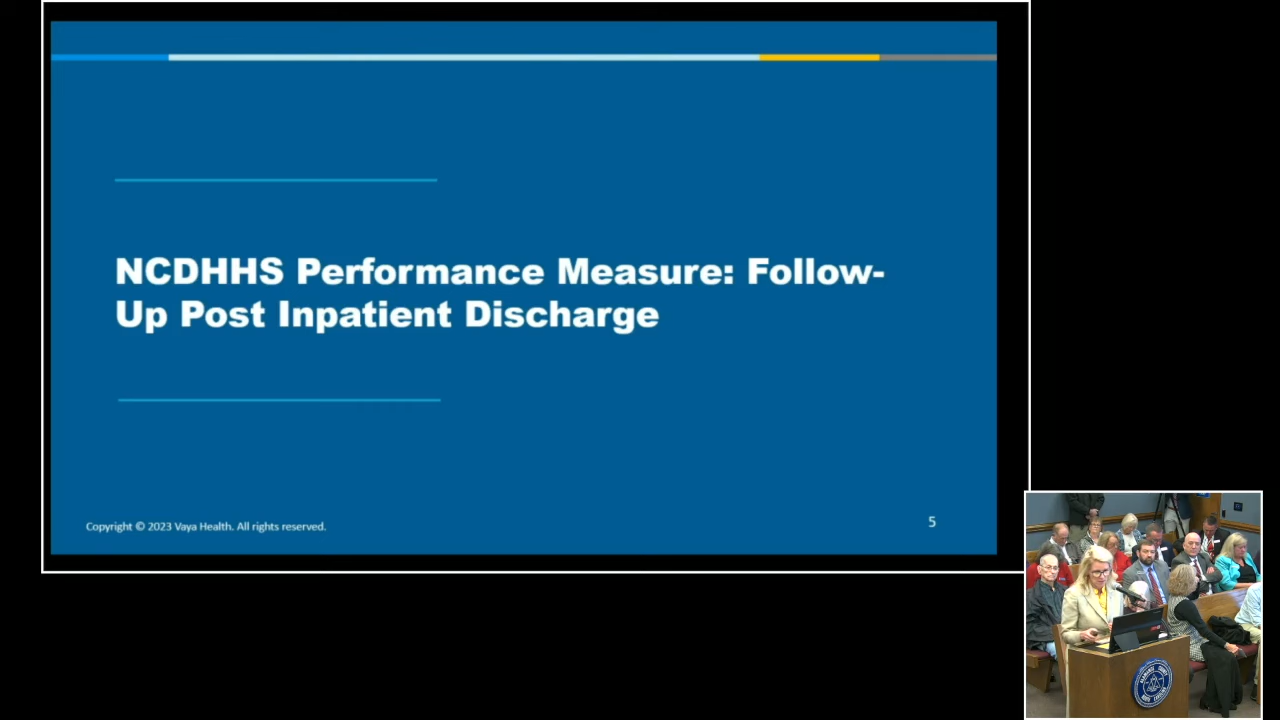 NCDHHS Performance Measure: Follow-
Up Post Inpatient Discharge
Copyright © 2023 Vaya Health. All rights reserved.
5